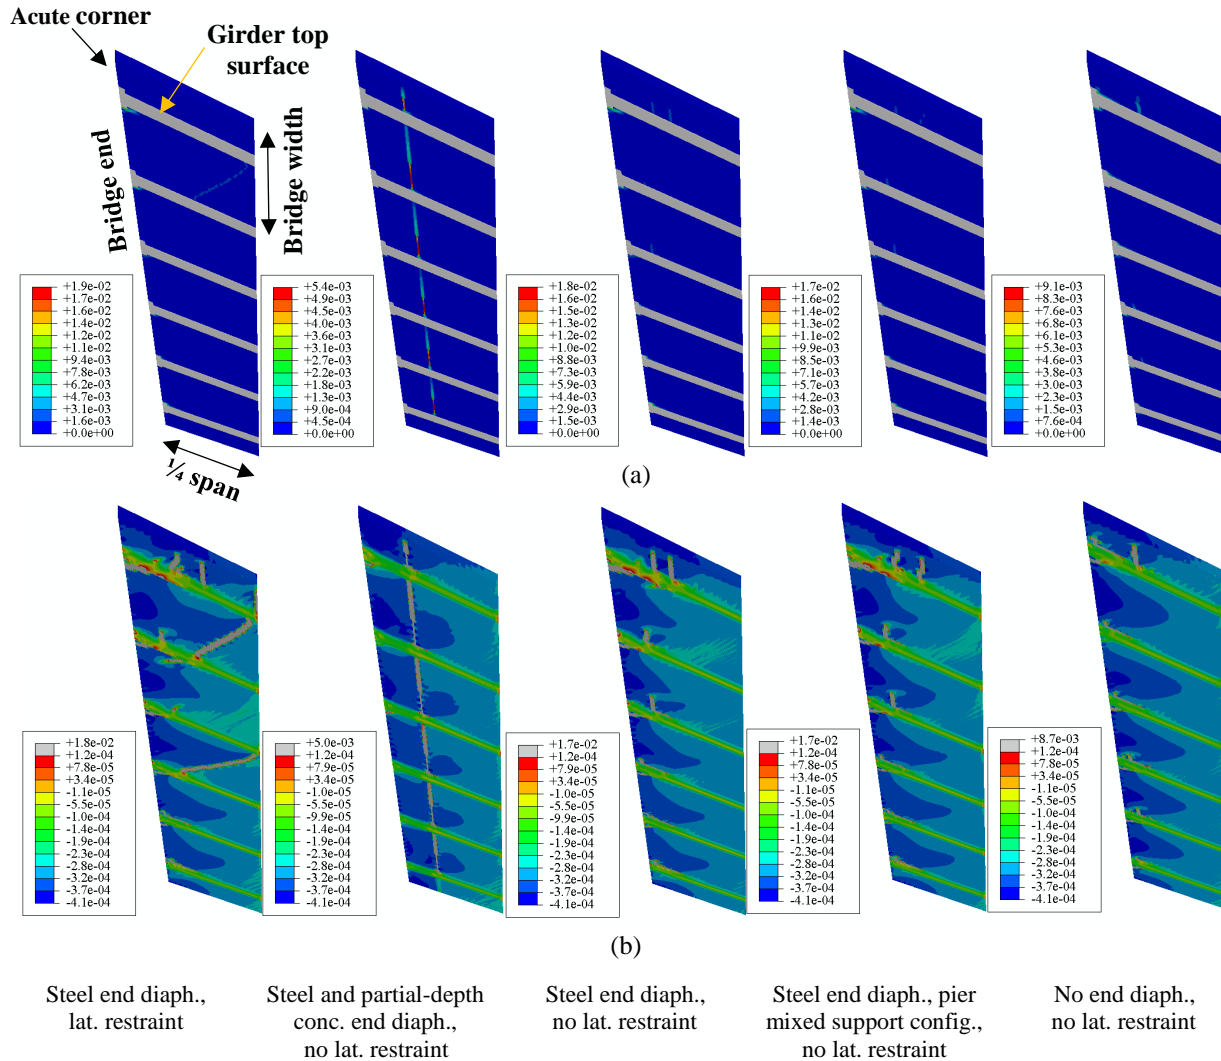 Acute corner
Girder top
surface
Bridge end
Bridge width
¼ span
+1.9e-02
+1.7e-02
+1.6e-02
+1.4e-02
+1.2e-02
+1.1e-02
+9.4e-03
+7.8e-03
+6.2e-03
+4.7e-03
+3.1e-03
+1.6e-03
+0.0e+00
+5.4e-03
+4.9e-03
+4.5e-03
+4.0e-03
+3.6e-03
+3.1e-03
+2.7e-03
+2.2e-03
+1.8e-03
+1.3e-03
+9.0e-04
+4.5e-04
+0.0e+00
+1.8e-02
+1.6e-02
+1.5e-02
+1.3e-02
+1.2e-02
+1.0e-02
+8.8e-03
+7.3e-03
+5.9e-03
+4.4e-03
+2.9e-03
+1.5e-03
+0.0e+00
+1.7e-02
+1.6e-02
+1.4e-02
+1.3e-02
+1.1e-02
+9.9e-03
+8.5e-03
+7.1e-03
+5.7e-03
+4.2e-03
+2.8e-03
+1.4e-03
+0.0e+00
+9.1e-03
+8.3e-03
+7.6e-03
+6.8e-03
+6.1e-03
+5.3e-03
+4.6e-03
+3.8e-03
+3.0e-03
+2.3e-03
+1.5e-03
+7.6e-04
+0.0e+00
(a)
+1.8e-02
+1.2e-04
+7.8e-05
+3.4e-05
-1.1e-05
-5.5e-05
-1.0e-04
-1.4e-04
-1.9e-04
-2.3e-04
-2.8e-04
-3.2e-04
-3.7e-04
-4.1e-04
+5.0e-03
+1.2e-04
+7.9e-05
+3.4e-05
-1.0e-05
-5.5e-05
-9.9e-05
-1.4e-04
-1.9e-04
-2.3e-04
-2.8e-04
-3.2e-04
-3.7e-04
-4.1e-04
+1.7e-02
+1.2e-04
+7.9e-05
+3.4e-05
-1.0e-05
-5.5e-05
-9.9e-05
-1.4e-04
-1.9e-04
-2.3e-04
-2.8e-04
-3.2e-04
-3.7e-04
-4.1e-04
+1.7e-02
+1.2e-04
+7.8e-05
+3.4e-05
-1.1e-05
-5.5e-05
-1.0e-04
-1.4e-04
-1.9e-04
-2.3e-04
-2.8e-04
-3.2e-04
-3.7e-04
-4.1e-04
+8.7e-03
+1.2e-04
+7.8e-05
+3.4e-05
-1.1e-05
-5.5e-05
-1.0e-04
-1.4e-04
-1.9e-04
-2.3e-04
-2.8e-04
-3.2e-04
-3.7e-04
-4.1e-04
(b)
Steel end diaph.,
lat. restraint
Steel and partial-depth
conc. end diaph.,
no lat. restraint
Steel end diaph.,
no lat. restraint
Steel end diaph., pier
mixed support config.,
no lat. restraint
No end diaph.,
no lat. restraint